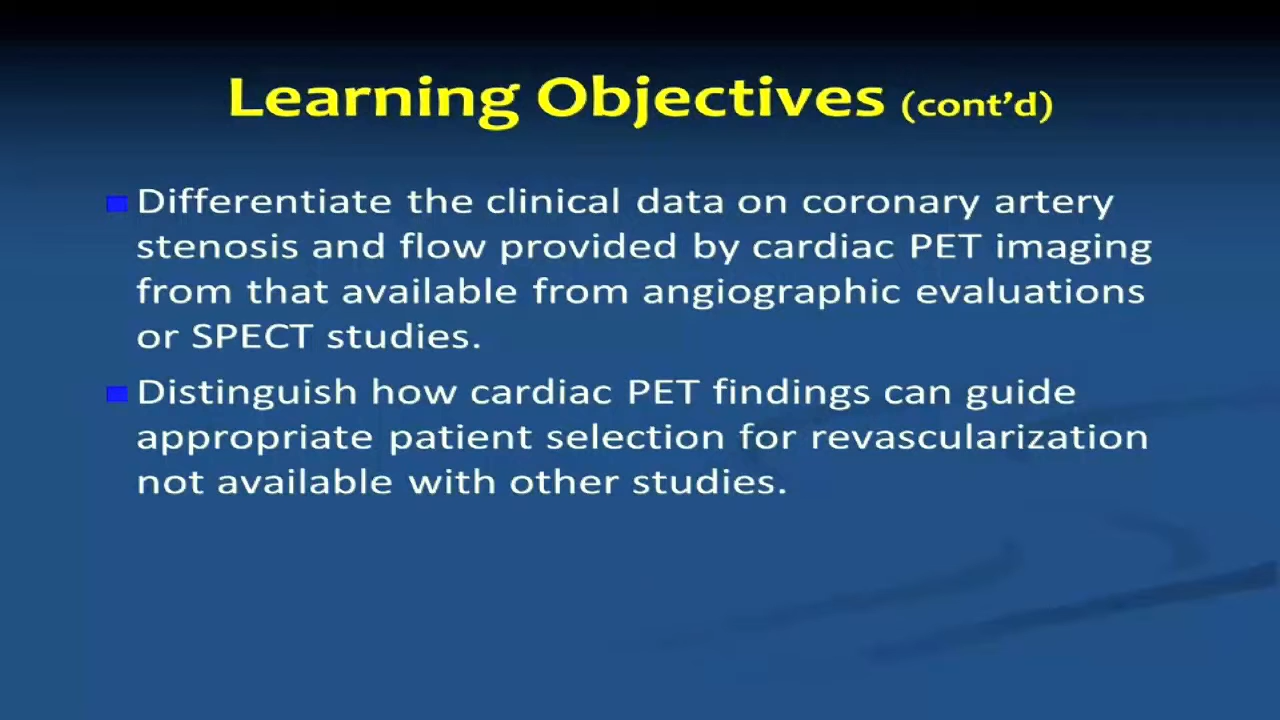 Learning Objectives (cont’d)
Differentiate the clinical data on coronary artery
stenosis and flow provided by cardiac PET imaging
from that available from angiographic evaluations
or SPECT studies.
Distinguish how cardiac PET findings can guide
appropriate patient selection for revascularization
not available with other studies.